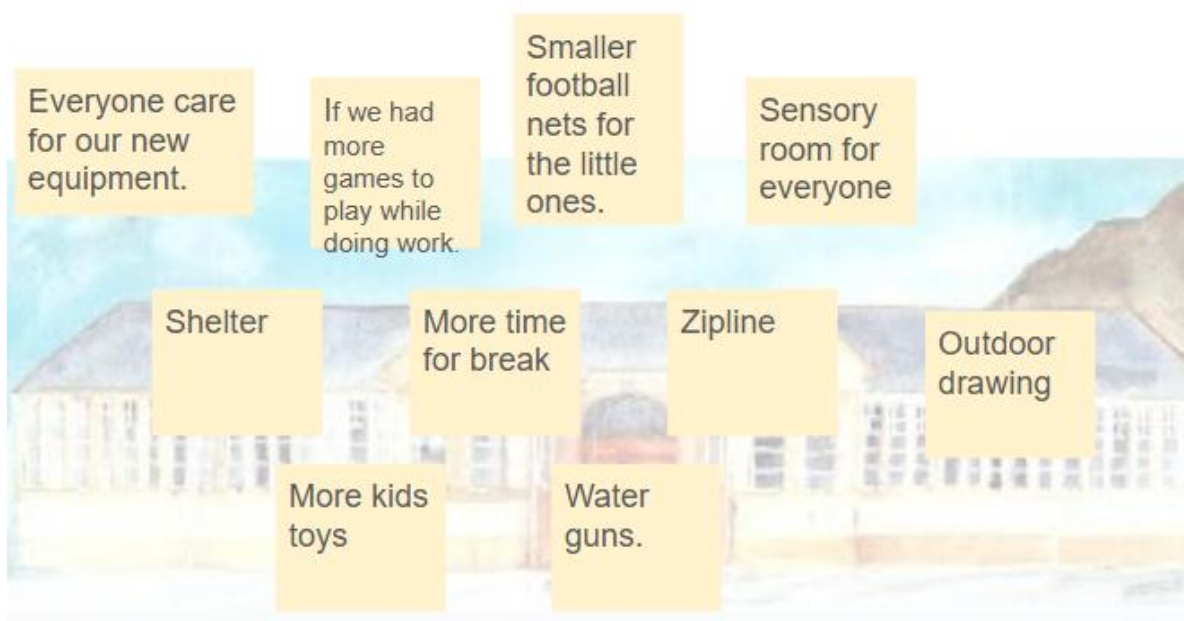 Everyone care
for our new
equipment.
If we had
more
games to
play while
doing work.
Smaller
football
nets for
the little
ones.
Sensory
room for
everyone
Shelter
More time
for break
Zipline
Outdoor
drawing
More kids
toys
Water
guns.